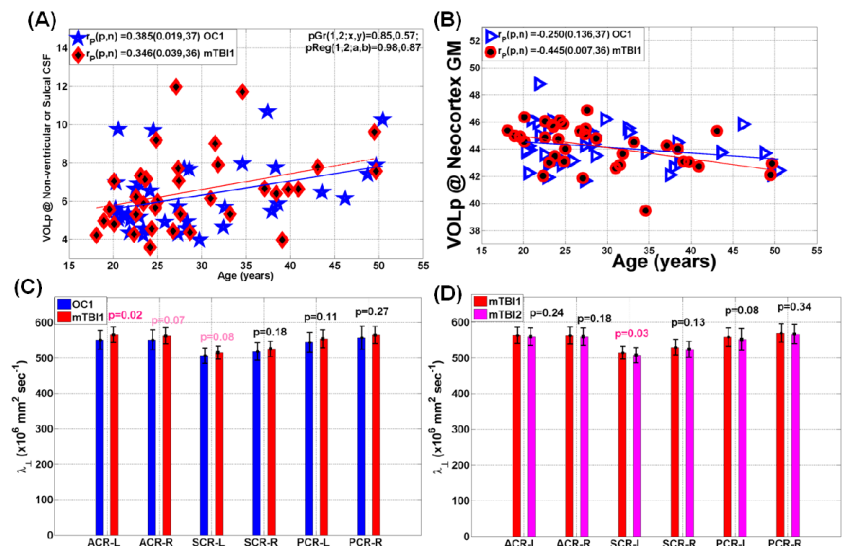 (A)
r_p(p,n) =0.385(0.019,37) OC1
r_p(p,n) =0.346(0.039,36) mTBI1
pGr(1,2;x,y)=0.85,0.57;
pReg(1,2;a,b)=0.98,0.87
VOLp @ Non-ventricular or Sulcal CSF
14
12
10
8
6
4
15 20 25 30 35 40 45 50 55
Age (years)
(B)
r_p(p,n)=-0.250(0.136,37) OC1
r_p(p,n)=-0.445(0.007,36) mTBI1
VOLp @ Neocortex GM
50
48
46
44
42
40
38
15 20 25 30 35 40 45 50 55
Age (years)
(C)
OC1
mTBI1
p=0.02
p=0.07
p=0.08
p=0.18
p=0.11
p=0.27
λ⊥ (x10⁶ mm² sec⁻¹)
600
500
400
300
200
100
0
ACR-L ACR-R SCR-L SCR-R PCR-L PCR-R
(D)
mTBI1
mTBI2
p=0.24
p=0.18
p=0.03
p=0.13
p=0.08
p=0.34
λ⊥ (x10⁶ mm² sec⁻¹)
600
500
400
300
200
100
0
ACR-L ACR-R SCR-L SCR-R PCR-L PCR-R